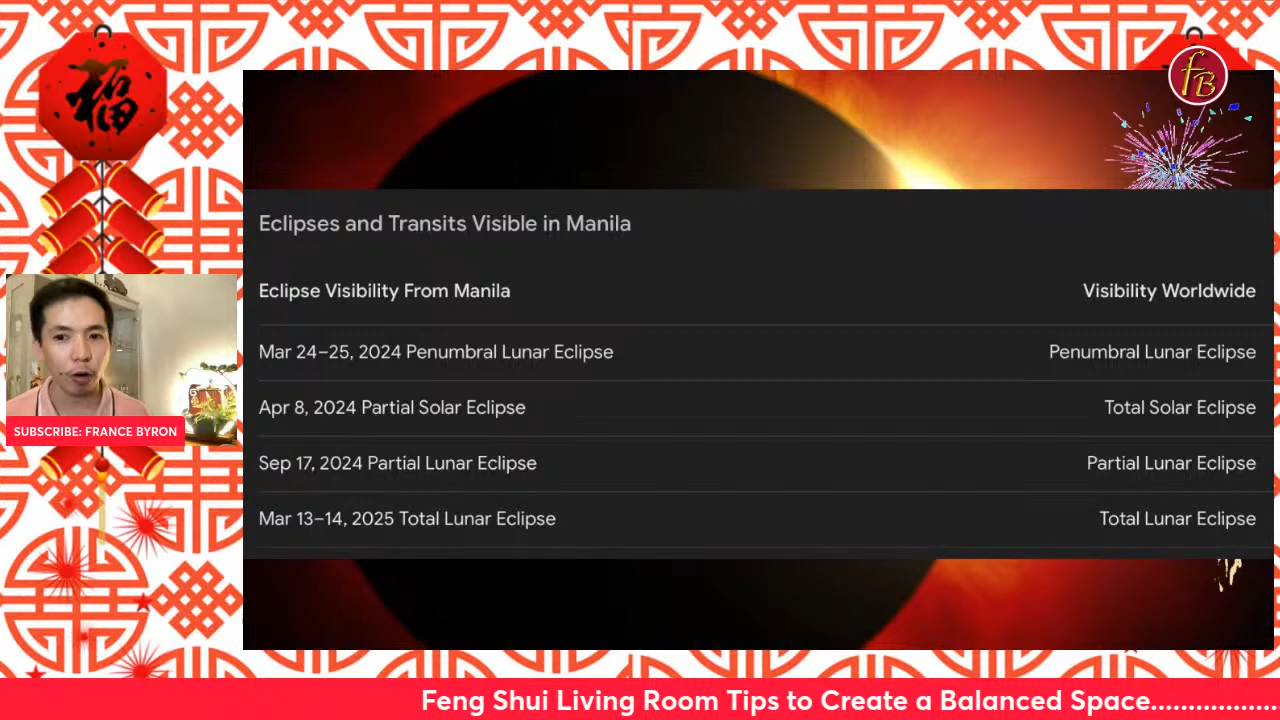 福
fB
Eclipses and Transits Visible in Manila
Eclipse Visibility From Manila Visibility Worldwide
Mar 24–25, 2024 Penumbral Lunar Eclipse Penumbral Lunar Eclipse
Apr 8, 2024 Partial Solar Eclipse Total Solar Eclipse
Sep 17, 2024 Partial Lunar Eclipse Partial Lunar Eclipse
Mar 13–14, 2025 Total Lunar Eclipse Total Lunar Eclipse
SUBSCRIBE: FRANCE BYRON
Feng Shui Living Room Tips to Create a Balanced Space.................